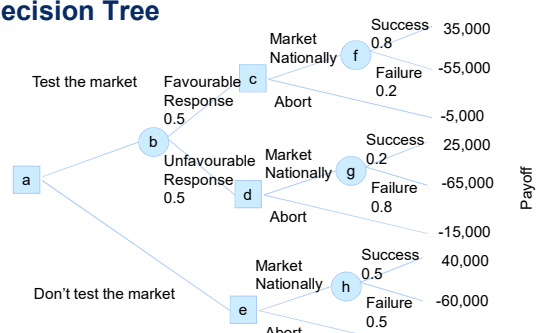 ecision Tree
Success
0.8
35,000
Market
Nationally
f
-55,000
Failure
0.2
Test the market
Favourable
Response
0.5
c
Abort
-5,000
b
Success
0.2
25,000
Unfavourable
Response
0.5
Market
Nationally
g
-65,000
Failure
0.8
a
d
Abort
-15,000
Payoff
Success
0.5
40,000
Market
Nationally
h
-60,000
Failure
0.5
Don't test the market
e
Abort